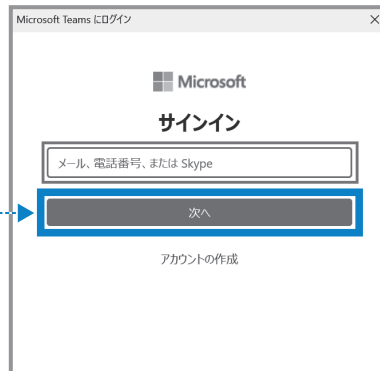 Microsoft Teams にログイン
Microsoft
サインイン
メール、電話番号、または Skype
次へ
アカウントの作成